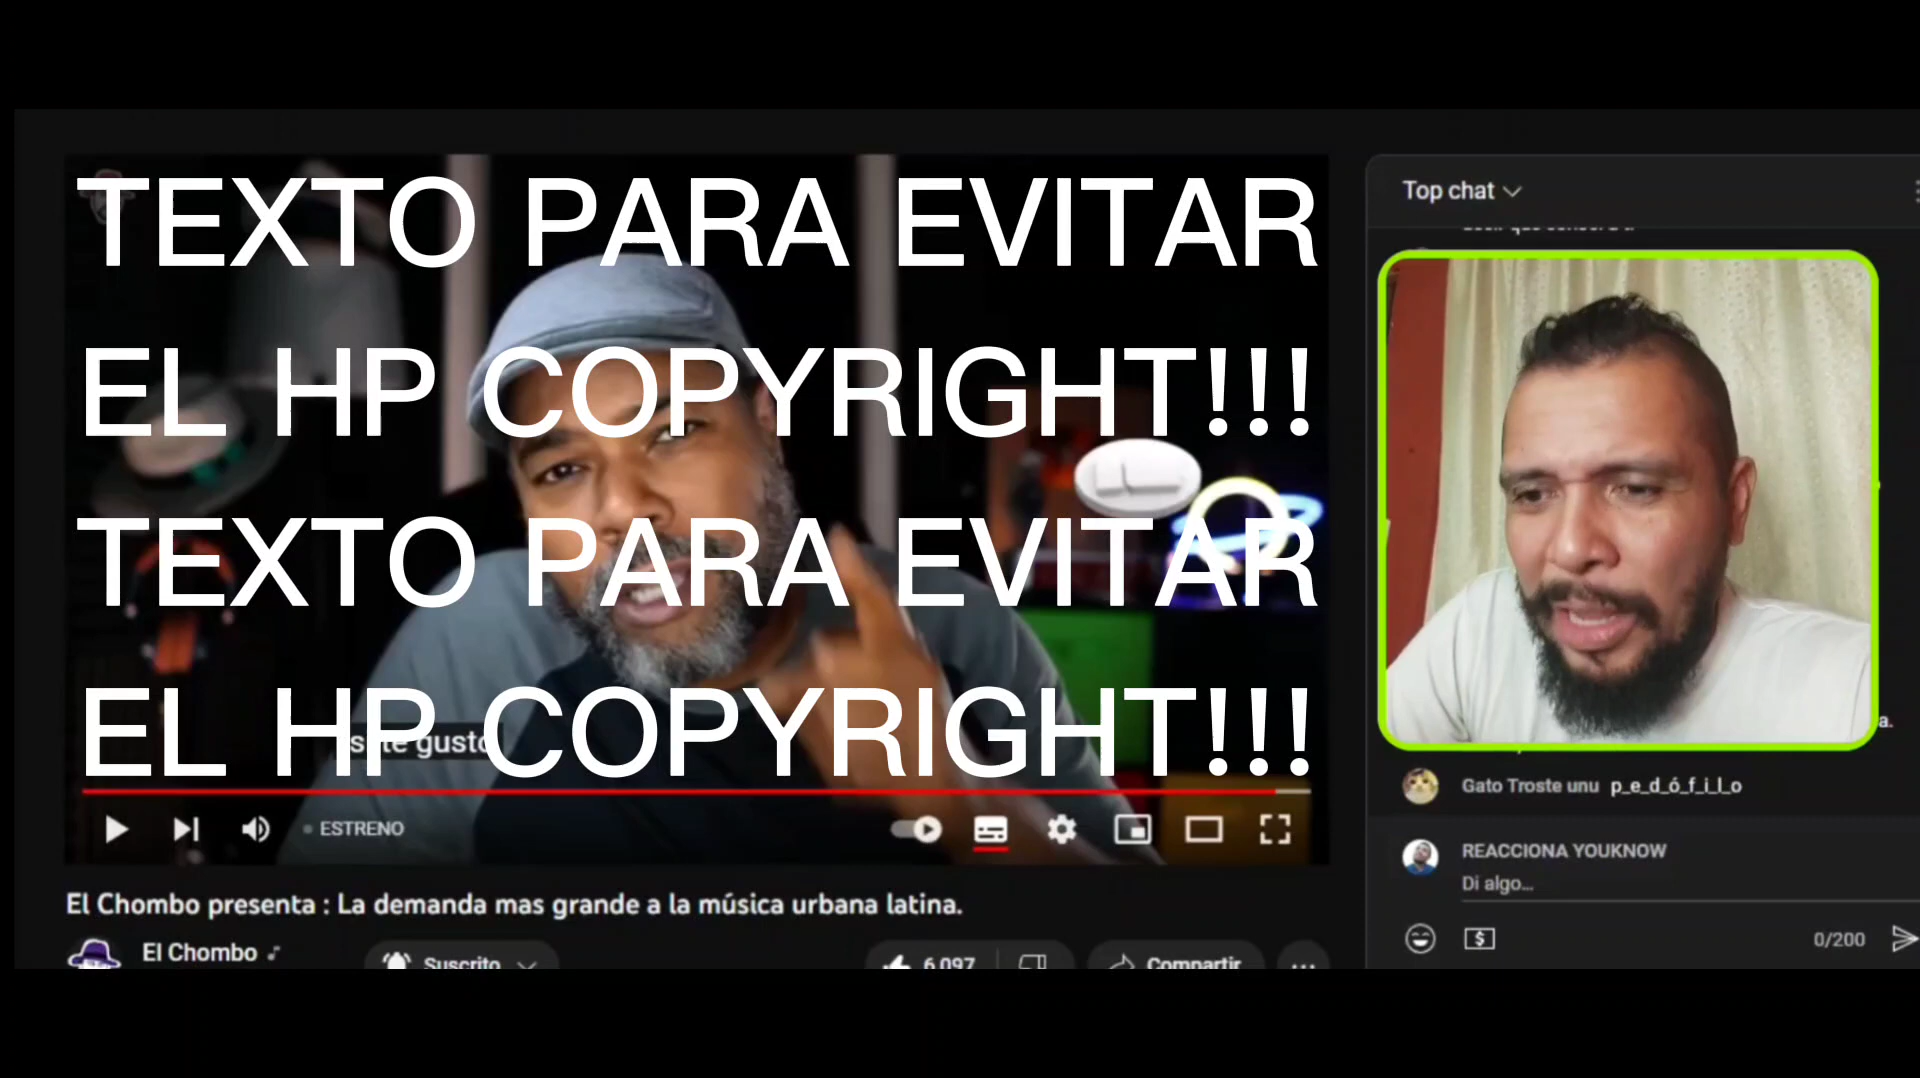 TEXTO PARA EVITAR
EL HP COPYRIGHT!!!
TEXTO PARA EVITAR
EL HP COPYRIGHT!!!
te gusto
ESTRENO
El Chombo presenta : La demanda mas grande a la música urbana latina.
El Chombo
Suscrito
6,097
Compartir
Top chat
a.
Gato Troste unu p_e_d_ó_f_i_l_o
REACCIONA YOUKNOW
Di algo...
0/200